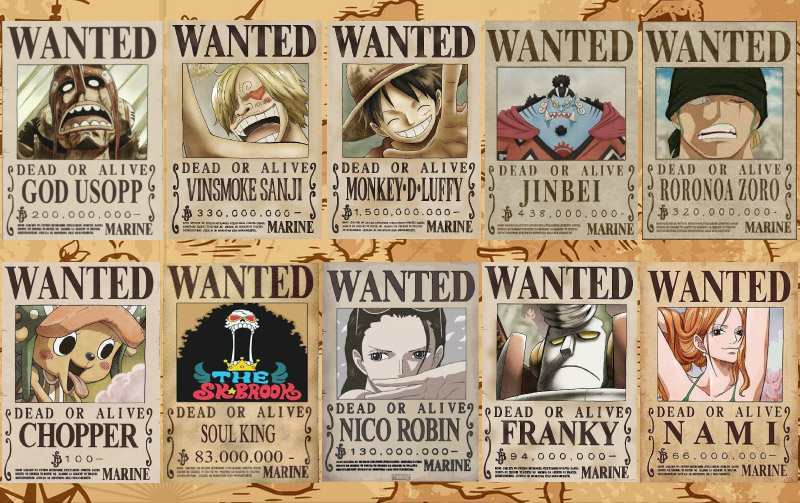 WANTED
DEAD OR ALIVE
GOD USOPP
200,000,000-
MARINE
WANTED
DEAD OR ALIVE
VINSMOKE SANJI
330,000,000-
MARINE
WANTED
DEAD OR ALIVE
MONKEY·D·LUFFY
1,500,000,000-
MARINE
WANTED
DEAD OR ALIVE
JINBEI
438,000,000-
MARINE
WANTED
DEAD OR ALIVE
RORONOA ZORO
320,000,000-
MARINE
WANTED
DEAD OR ALIVE
CHOPPER
100-
MARINE
WANTED
THE
SKBROOK
DEAD OR ALIVE
SOUL KING
83.000.000 -
MARINE
WANTED
DEAD OR ALIVE
NICO ROBIN
130,000,000-
MARINE
WANTED
DEAD OR ALIVE
FRANKY
94,000,000-
MARINE
WANTED
DEAD OR ALIVE
NAMI
66,000,000-
MARINE